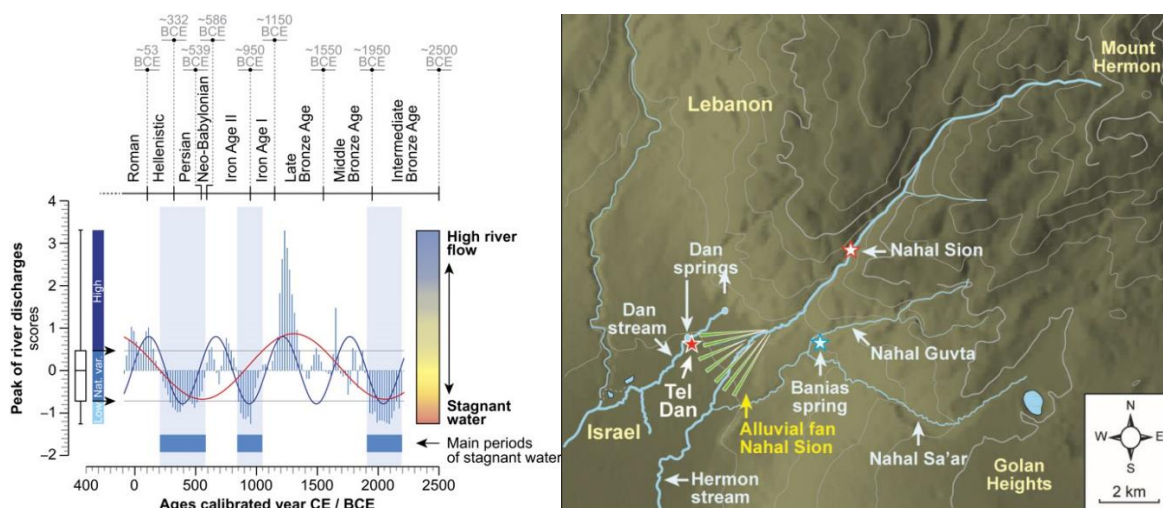 ~332
BCE
~586
BCE
~1150
BCE
~53
BCE
~539
BCE
~950
BCE
~1550
BCE
~1950
BCE
~2500
BCE
Roman
Hellenistic
Persian
Neo-Babylonian
Iron Age II
Iron Age I
Late
Bronze Age
Middle
Bronze Age
Intermediate
Bronze Age
Peak of river discharges
scores
4
3
2
1
0
–1
–2
High
Nat. var.
Low
High river
flow
Stagnant
water
Main periods
of stagnant water
400
0
500
1000
1500
2000
2500
Ages calibrated year CE / BCE
Mount
Hermon
Lebanon
Nahal Sion
Dan
springs
Dan
stream
Nahal Guvta
Tel
Dan
Banias
spring
Israel
Alluvial fan
Nahal Sion
Nahal Sa'ar
Hermon
stream
Golan
Heights
N
W
E
S
2 km